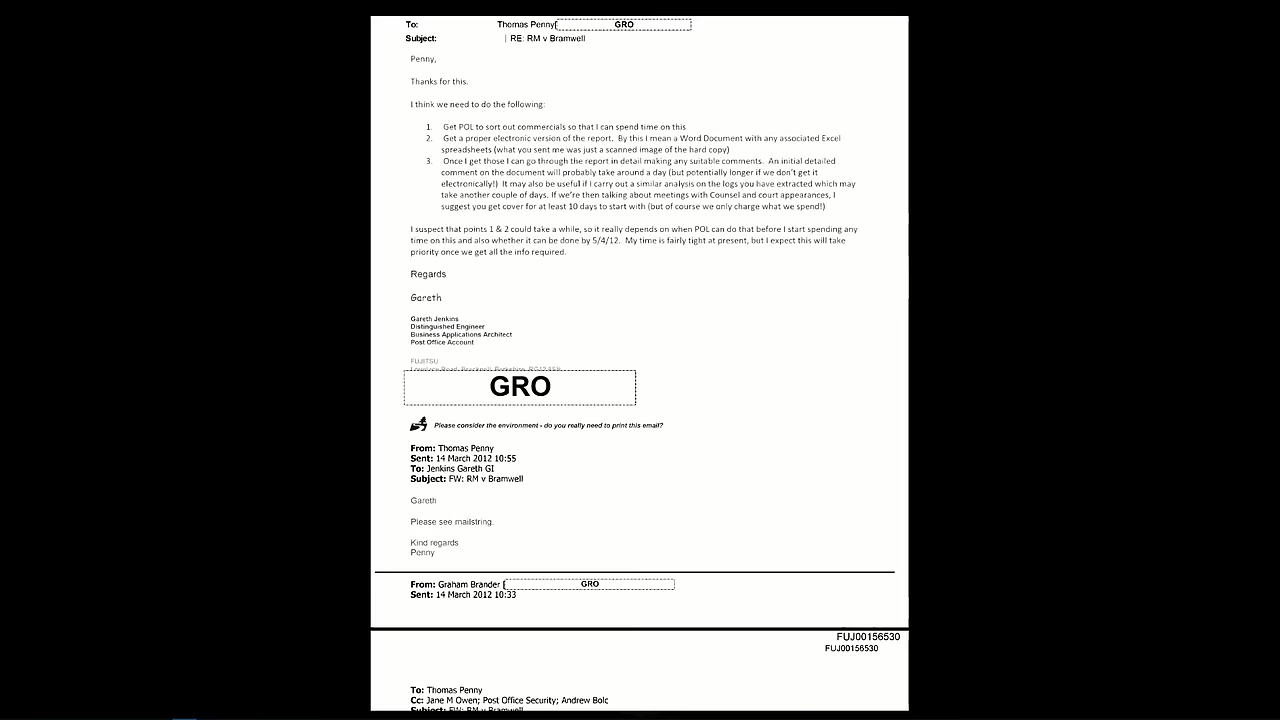 To: Thomas Penny[ GRO
Subject: | RE: RM v Bramwell
Penny,
Thanks for this.
I think we need to do the following:
1. Get POL to sort out commercials so that I can spend time on this
2. Get a proper electronic version of the report. By this I mean a Word Document with any associated Excel
spreadsheets (what you sent me was just a scanned image of the hard copy)
3. Once I get those I can go through the report in detail making any suitable comments. An initial detailed
comment on the document will probably take around a day (but potentially longer if we don't get it
electronically!) It may also be useful if I carry out a similar analysis on the logs you have extracted which may
take another couple of days. If we're then talking about meetings with Counsel and court appearances, I
suggest you get cover for at least 10 days to start with (but of course we only charge what we spend!)
I suspect that points 1 & 2 could take a while, so it really depends on when POL can do that before I start spending any
time on this and also whether it can be done by 5/4/12. My time is fairly tight at present, but I expect this will take
priority once we get all the info required.
Regards
Gareth
Gareth Jenkins
Distinguished Engineer
Business Applications Architect
Post Office Account
FUJITSU
Lovelace Road, Bracknell, Berkshire,
GRO
Please consider the environment - do you really need to print this email?
From: Thomas Penny
Sent: 14 March 2012 10:55
To: Jenkins Gareth GI
Subject: FW: RM v Bramwell
Gareth
Please see mailstring.
Kind regards
Penny
From: Graham Brander [ GRO
Sent: 14 March 2012 10:33
FUJ00156530
FUJ00156530
To: Thomas Penny
Cc: Jane M Owen; Post Office Security; Andrew Bolc
Subject: FW: RM v Bramwell